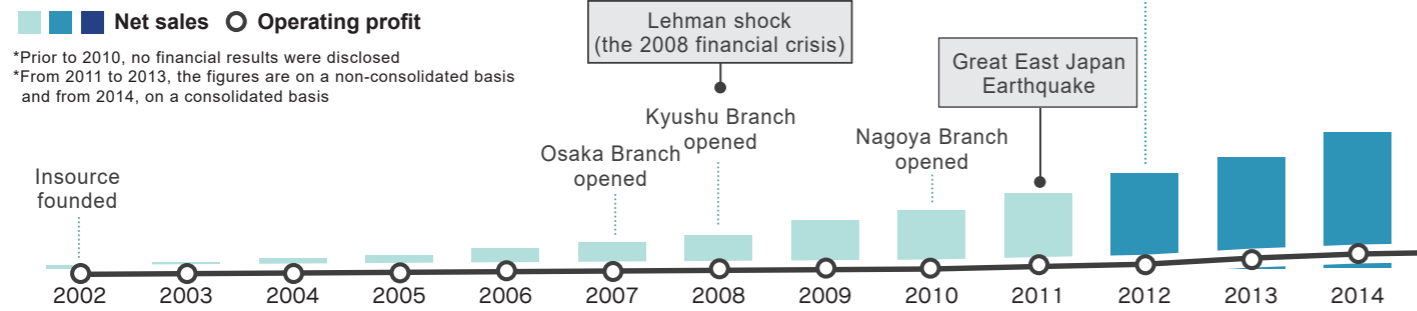 Net sales Operating profit
*Prior to 2010, no financial results were disclosed
*From 2011 to 2013, the figures are on a non-consolidated basis
and from 2014, on a consolidated basis
Insource
founded
Osaka Branch
opened
Lehman shock
(the 2008 financial crisis)
Kyushu Branch
opened
Nagoya Branch
opened
Great East Japan
Earthquake
2002 2003 2004 2005 2006 2007 2008 2009 2010 2011 2012 2013 2014